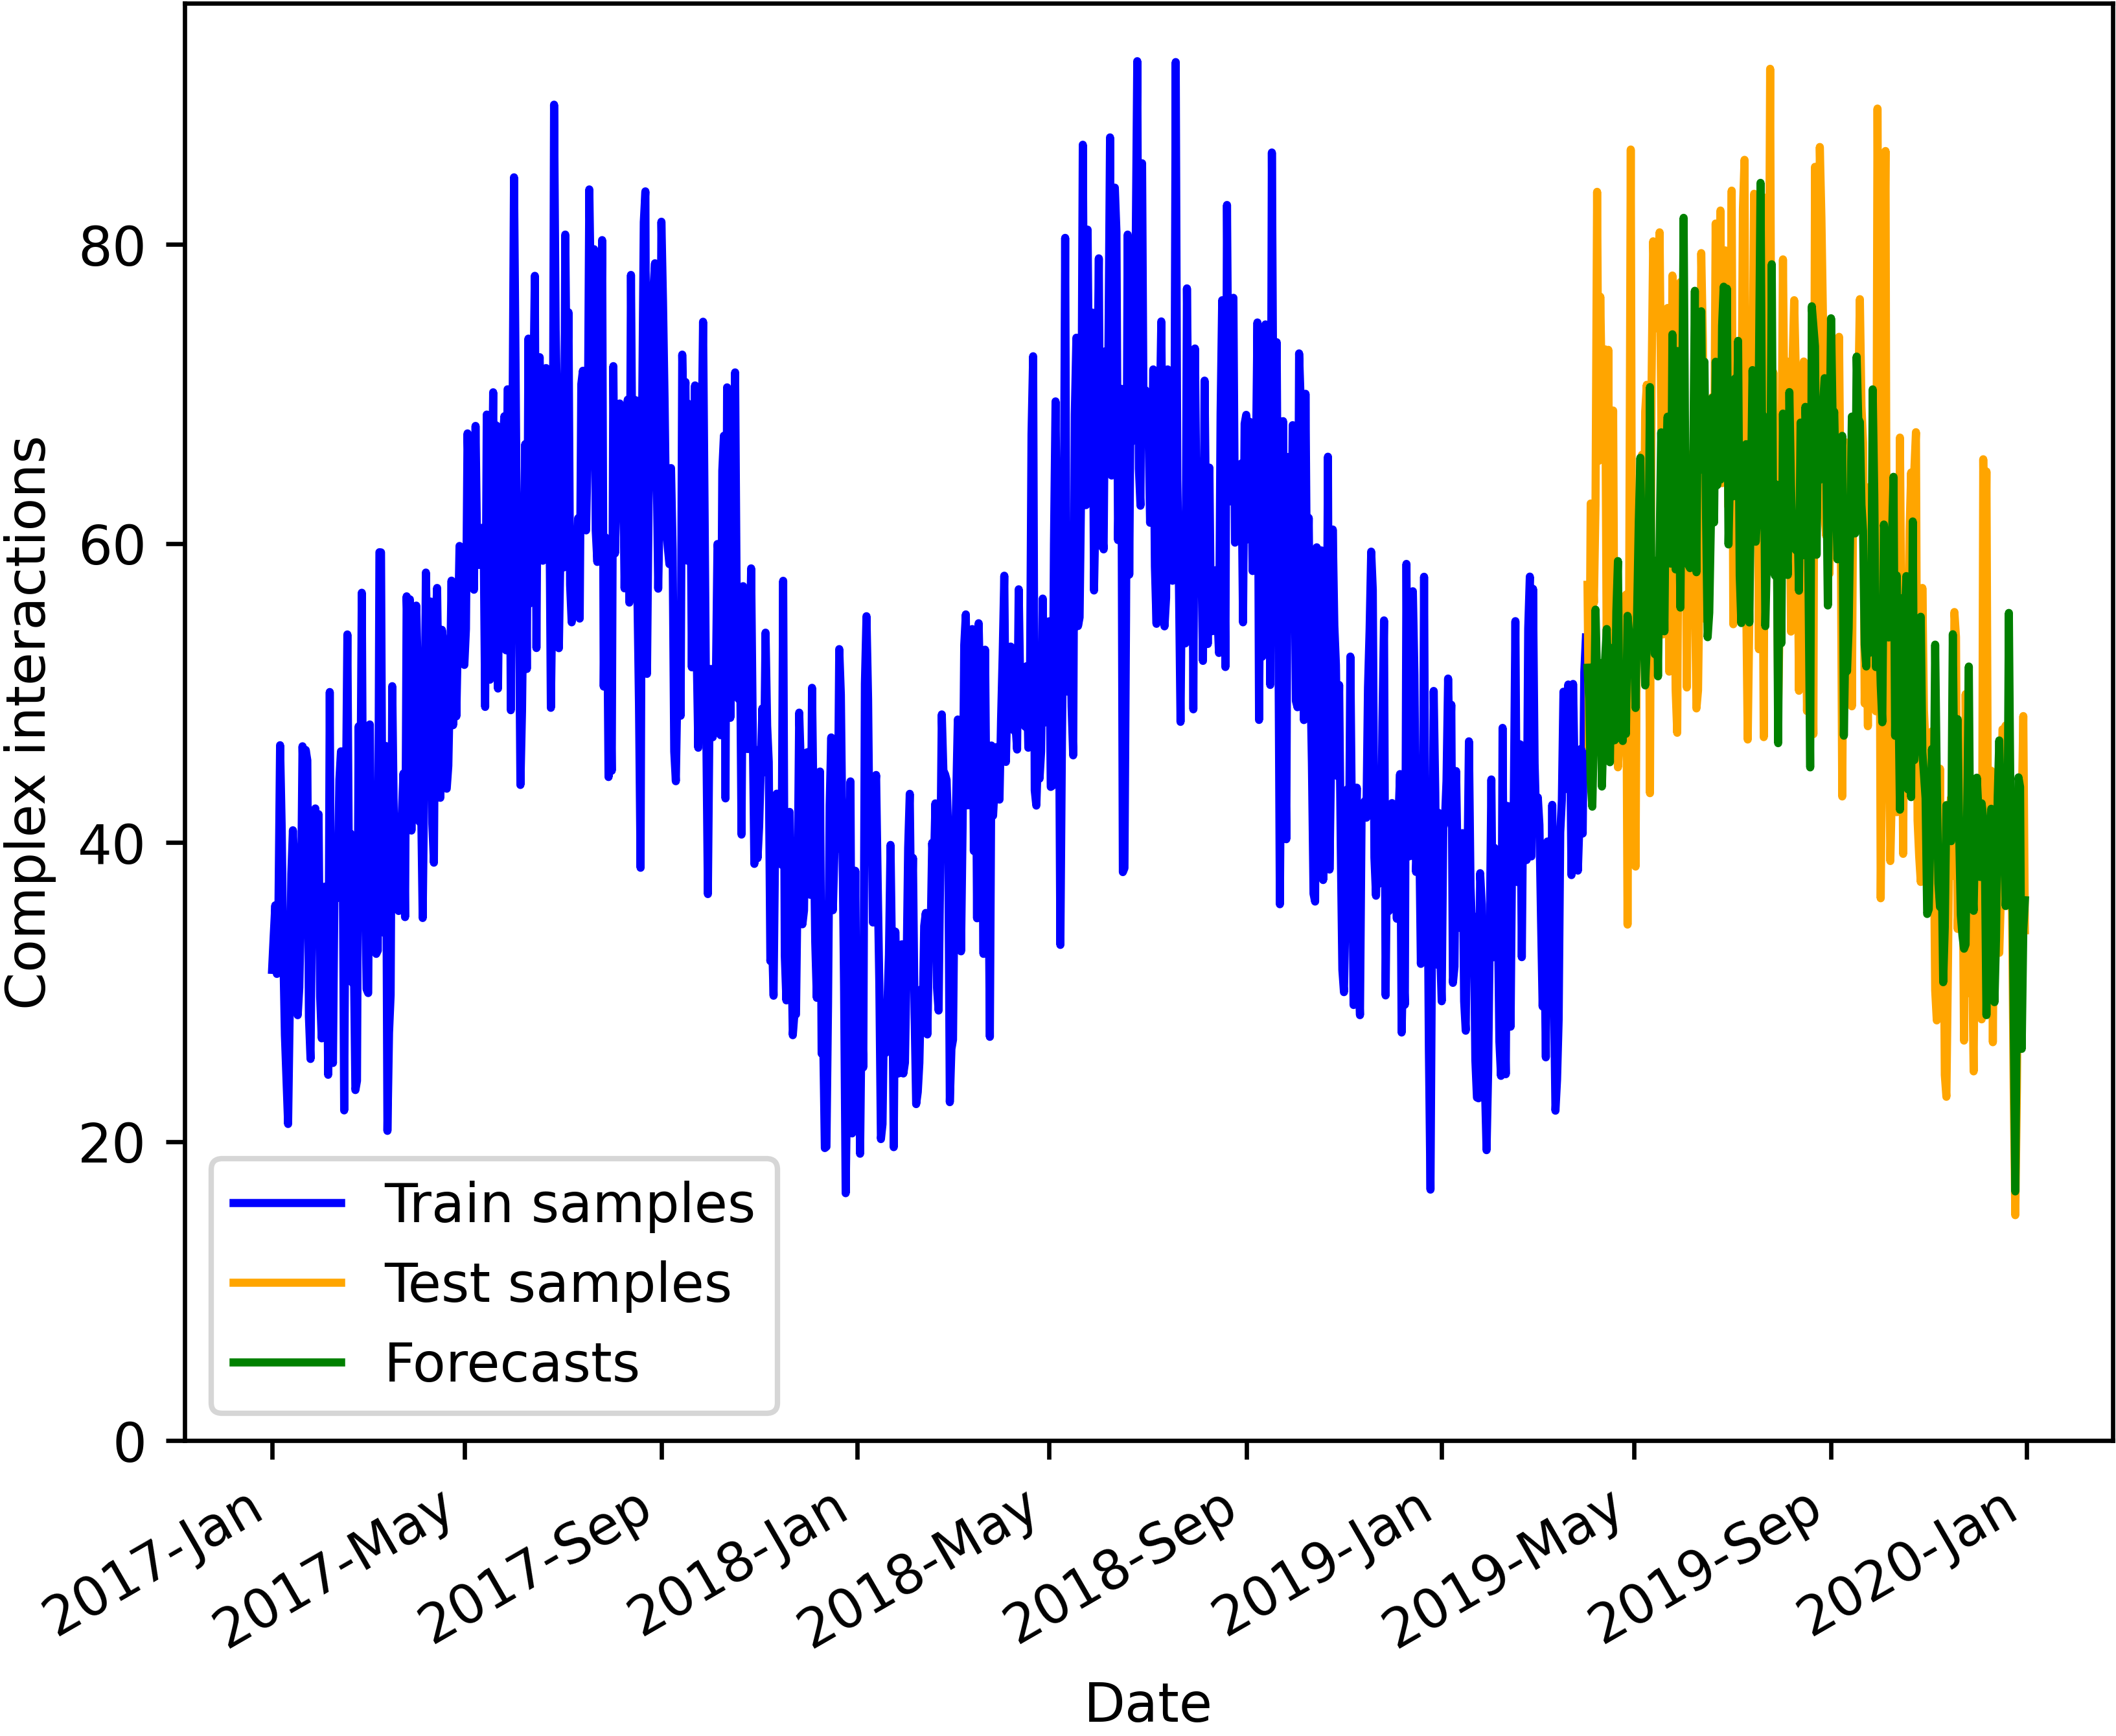 Complex interactions
80
60
40
20
0
Train samples
Test samples
Forecasts
2017-Jan
2017-May
2017-Sep
2018-Jan
2018-May
2018-Sep
2019-Jan
2019-May
2019-Sep
2020-Jan
Date